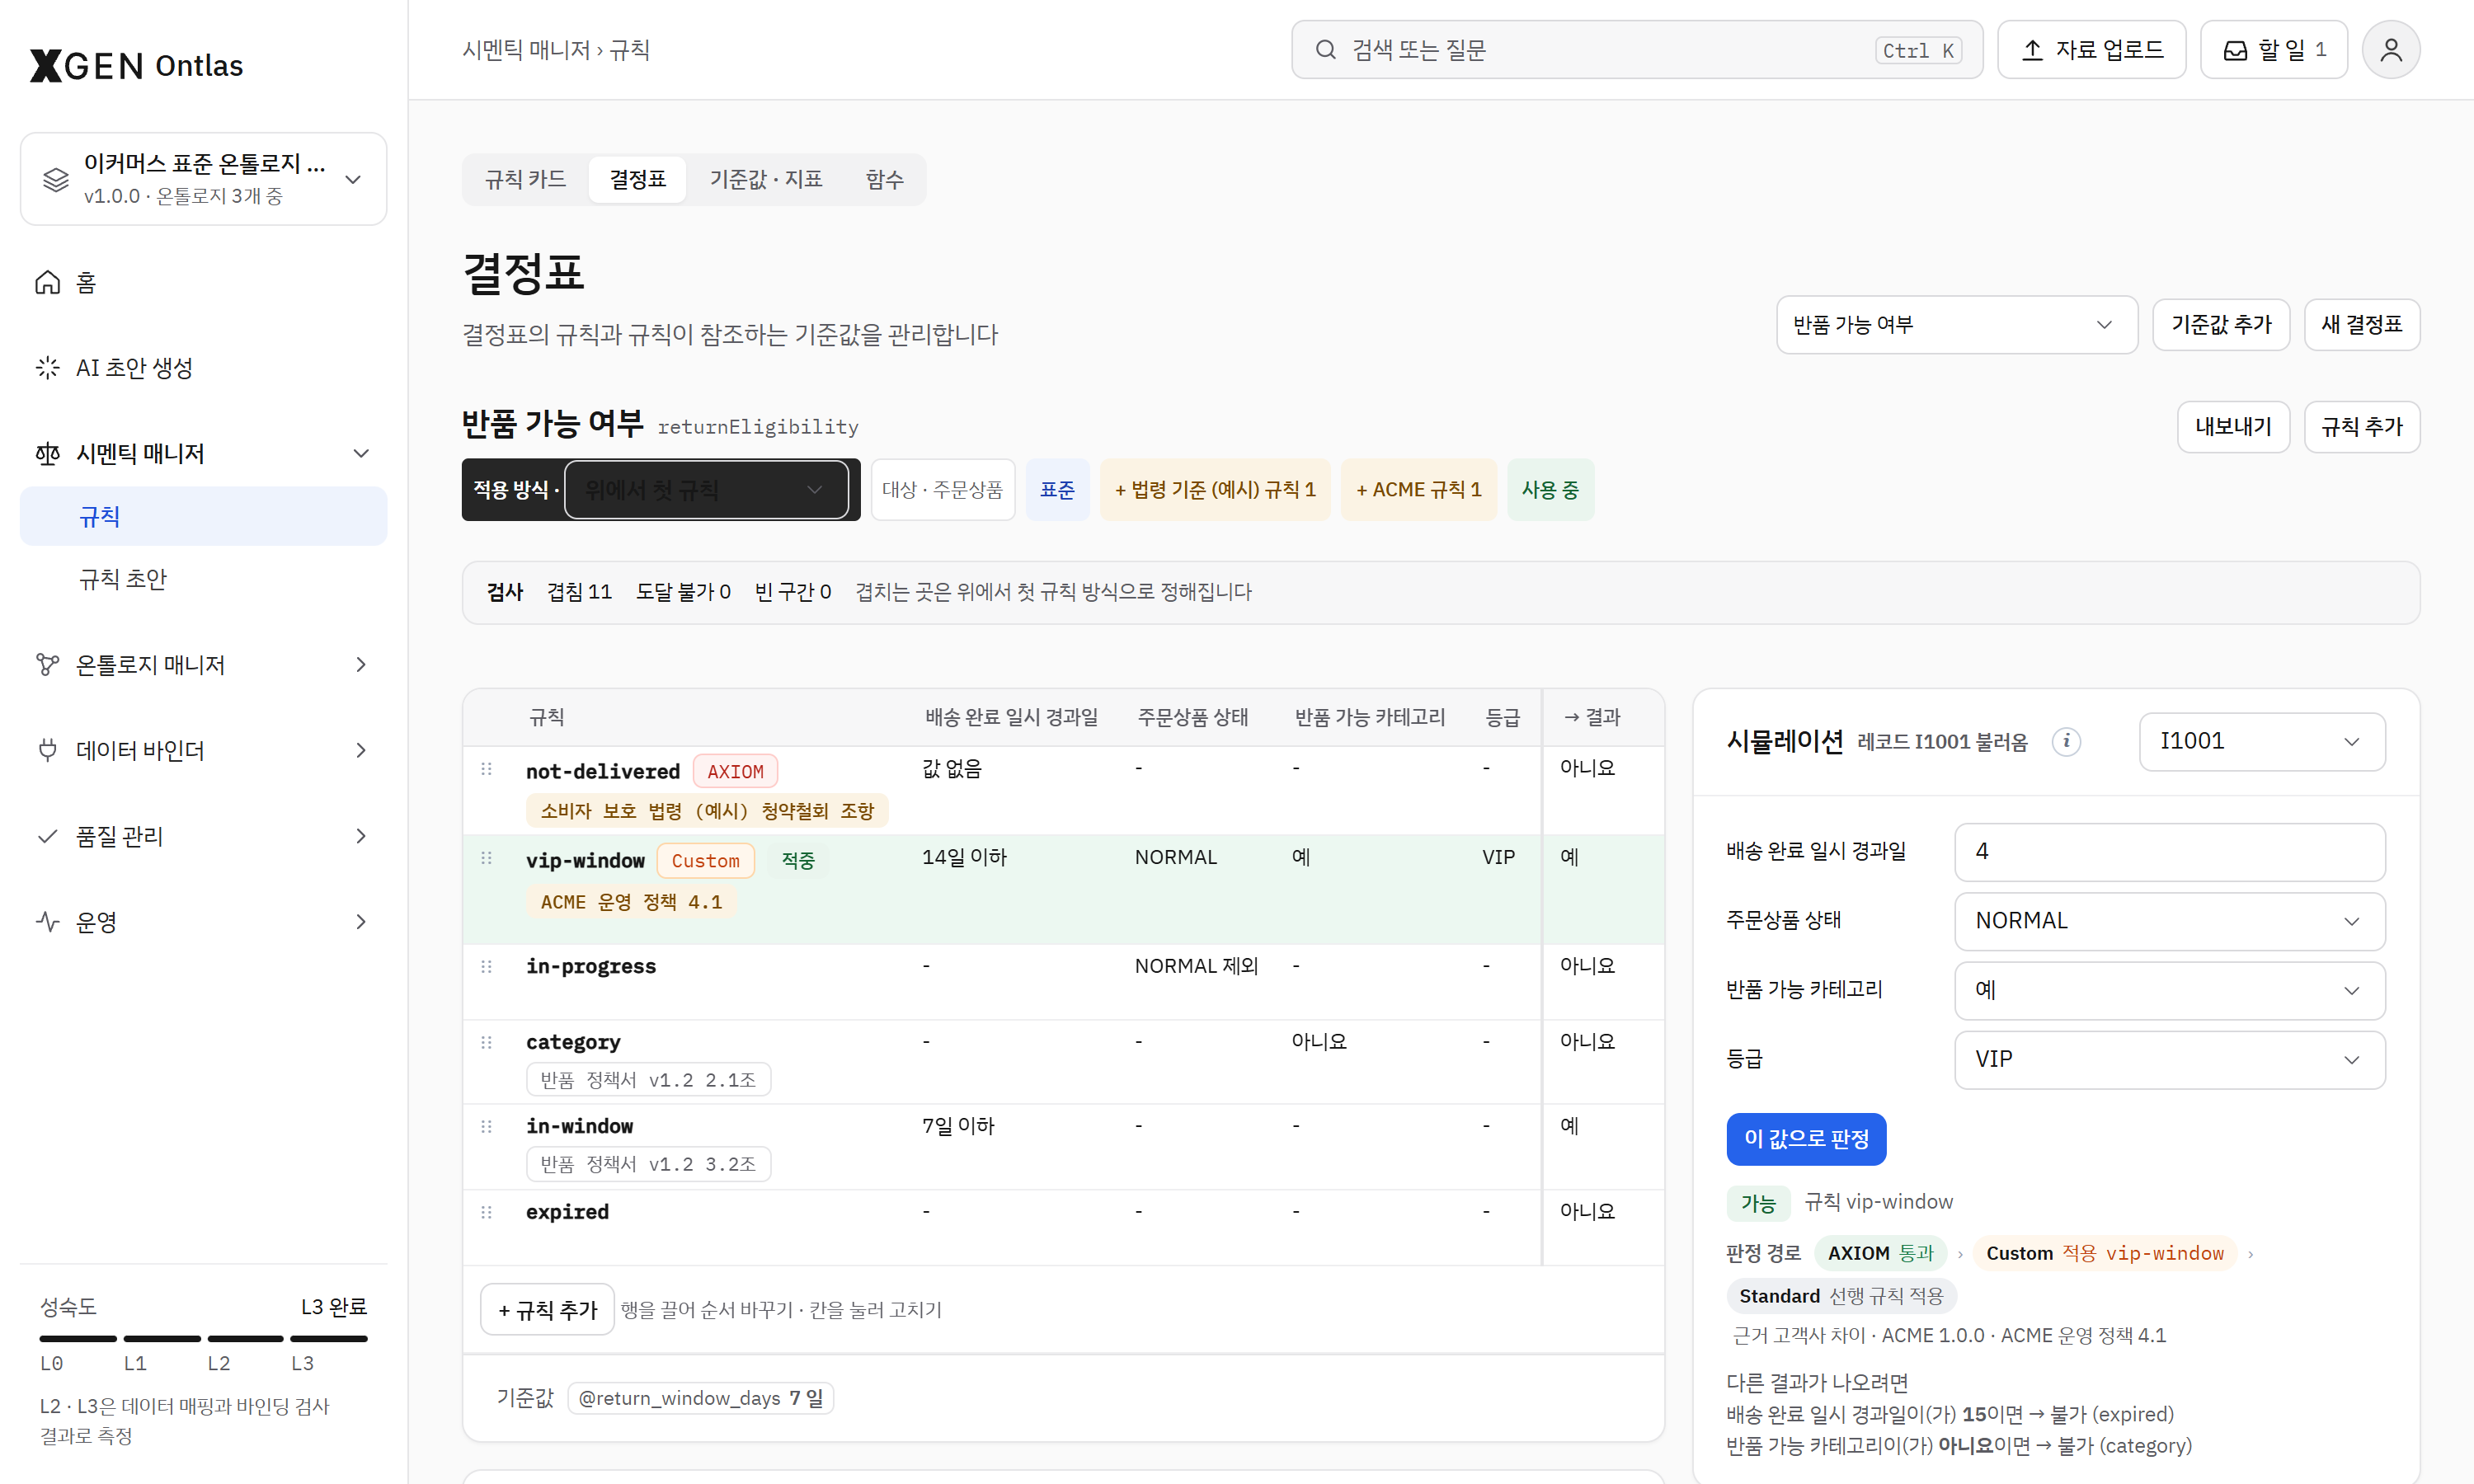 XGEN Ontlas
시멘틱 매니저 › 규칙
검색 또는 질문
Ctrl K
자료 업로드
할 일 1
이커머스 표준 온톨로지 ...
v1.0.0 · 온톨로지 3개 중
홈
AI 초안 생성
시멘틱 매니저
규칙
규칙 초안
온톨로지 매니저
데이터 바인더
품질 관리
운영
성숙도 L3 완료
L0 L1 L2 L3
L2 · L3은 데이터 매핑과 바인딩 검사
결과로 측정
규칙 카드 결정표 기준값 · 지표 함수
결정표
결정표의 규칙과 규칙이 참조하는 기준값을 관리합니다
반품 가능 여부
기준값 추가
새 결정표
반품 가능 여부 returnEligibility
내보내기
규칙 추가
적용 방식 · 위에서 첫 규칙
대상 · 주문상품
표준
+ 법령 기준 (예시) 규칙 1
+ ACME 규칙 1
사용 중
검사 겹침 11 도달 불가 0 빈 구간 0 겹치는 곳은 위에서 첫 규칙 방식으로 정해집니다
규칙 배송 완료 일시 경과일 주문상품 상태 반품 가능 카테고리 등급 → 결과
not-delivered AXIOM 값 없음 - - - 아니요
소비자 보호 법령 (예시) 청약철회 조항
vip-window Custom 적중 14일 이하 NORMAL 예 VIP 예
ACME 운영 정책 4.1
in-progress - NORMAL 제외 - - 아니요
category - - 아니요 - 아니요
반품 정책서 v1.2 2.1조
in-window 7일 이하 - - - 예
반품 정책서 v1.2 3.2조
expired - - - - 아니요
+ 규칙 추가 행을 끌어 순서 바꾸기 · 칸을 눌러 고치기
기준값 @return_window_days 7 일
시뮬레이션 레코드 I1001 불러옴 i
I1001
배송 완료 일시 경과일 4
주문상품 상태 NORMAL
반품 가능 카테고리 예
등급 VIP
이 값으로 판정
가능 규칙 vip-window
판정 경로 AXIOM 통과 › Custom 적용 vip-window ›
Standard 선행 규칙 적용
근거 고객사 차이 · ACME 1.0.0 · ACME 운영 정책 4.1
다른 결과가 나오려면
배송 완료 일시 경과일이(가) 15이면 → 불가 (expired)
반품 가능 카테고리이(가) 아니요이면 → 불가 (category)